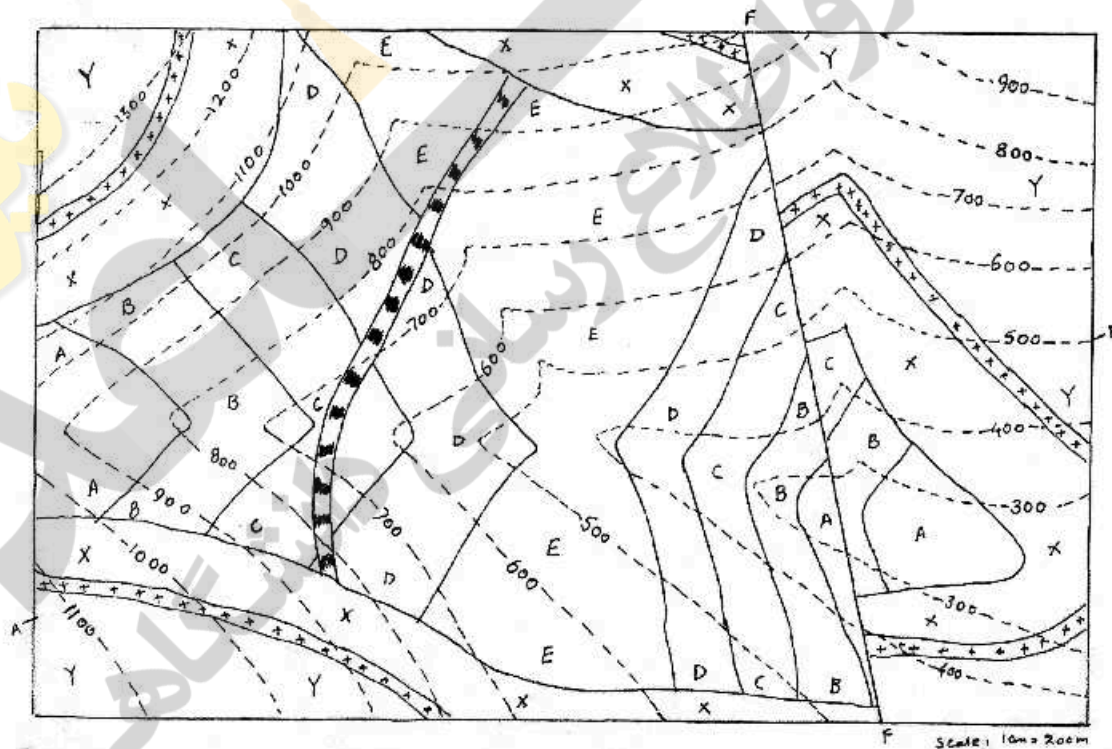 F
E X
Y X 1200 D E X Y 900
1300 X
1100 E 800
1000 E Y
X 900 E 700
C D 800 D X
X B D 600
700 E C
A 600 E 500 B
B C C X
D D B 400 Y
800 C B
A 900 B 300
B C 700 500 A A
X 1000 D E X
1100 X 600 300
A X
E 400
Y Y D C B
X X
F
Scale: 1cm = 200m